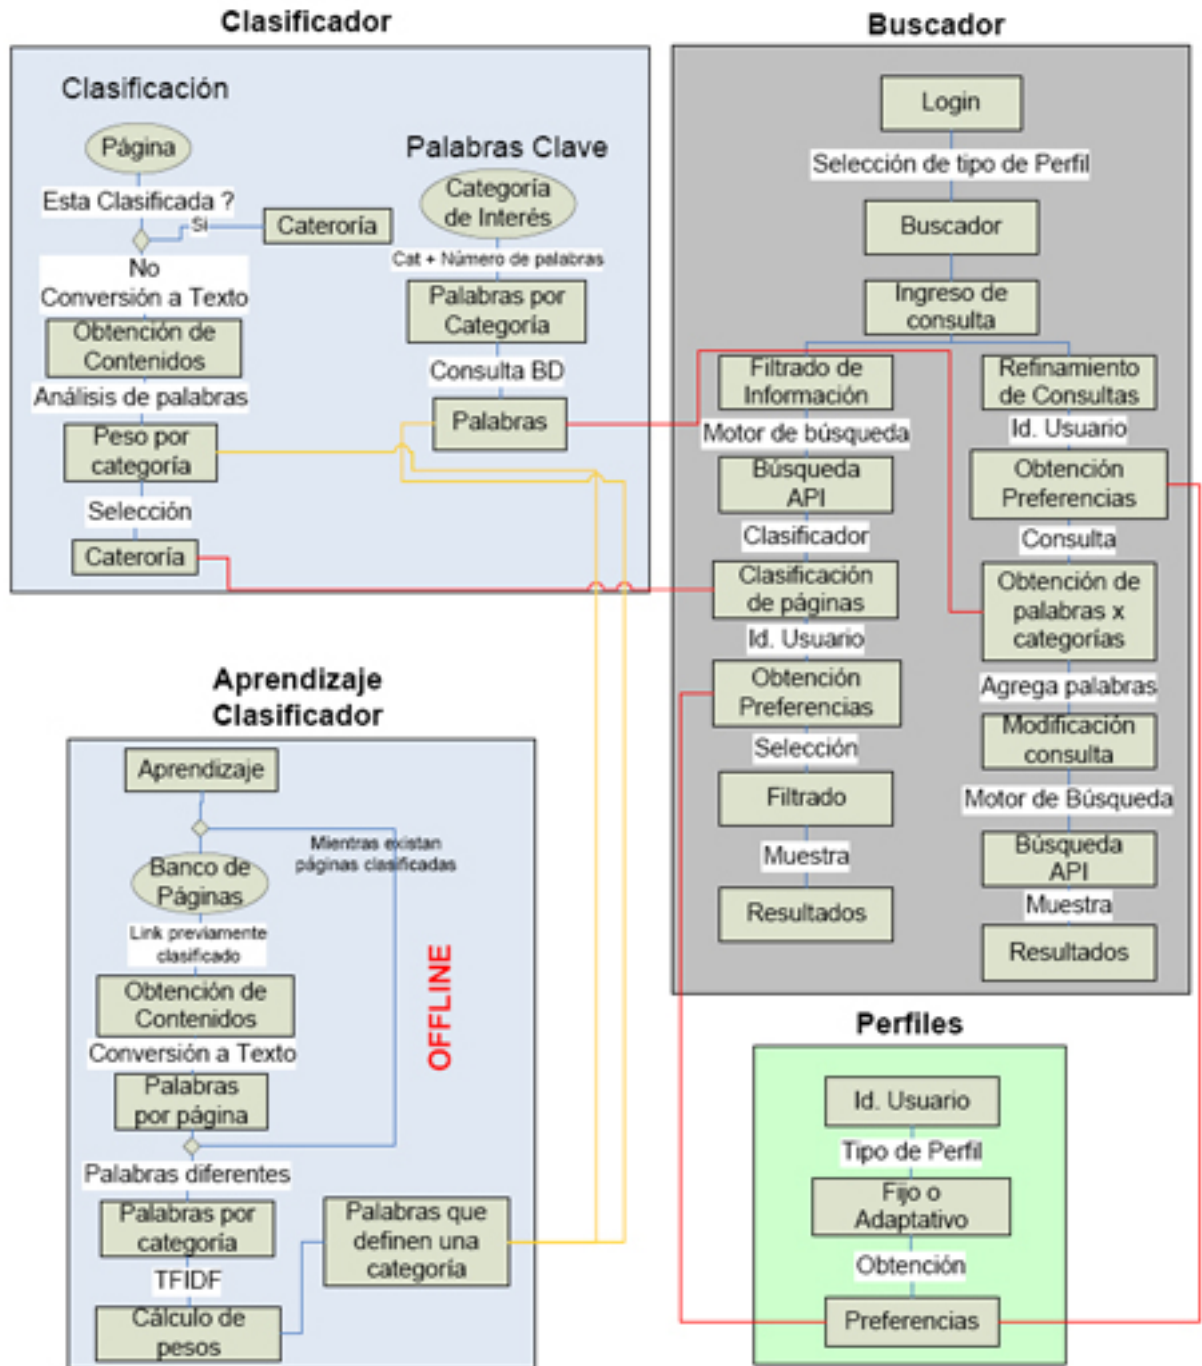 Clasificador
Clasificación
Página
Esta Clasificada ?
Si
Cateroría
No
Conversión a Texto
Obtención de
Contenidos
Análisis de palabras
Peso por
categoría
Selección
Cateroría
Palabras Clave
Categoría
de Interés
Cat + Número de palabras
Palabras por
Categoría
Consulta BD
Palabras
Buscador
Login
Selección de tipo de Perfil
Buscador
Ingreso de
consulta
Filtrado de
Información
Motor de búsqueda
Búsqueda
API
Clasificador
Clasificación
de páginas
Id. Usuario
Obtención
Preferencias
Selección
Filtrado
Muestra
Resultados
Refinamiento
de Consultas
Id. Usuario
Obtención
Preferencias
Consulta
Obtención de
palabras x
categorías
Agrega palabras
Modificación
consulta
Motor de Búsqueda
Búsqueda
API
Muestra
Resultados
Aprendizaje
Clasificador
Aprendizaje
Mientras existan
páginas clasificadas
Banco de
Páginas
Link previamente
clasificado
Obtención de
Contenidos
Conversión a Texto
Palabras
por página
Palabras diferentes
Palabras por
categoría
TFIDF
Cálculo de
pesos
Palabras que
definen una
categoría
OFFLINE
Perfiles
Id. Usuario
Tipo de Perfil
Fijo o
Adaptativo
Obtención
Preferencias